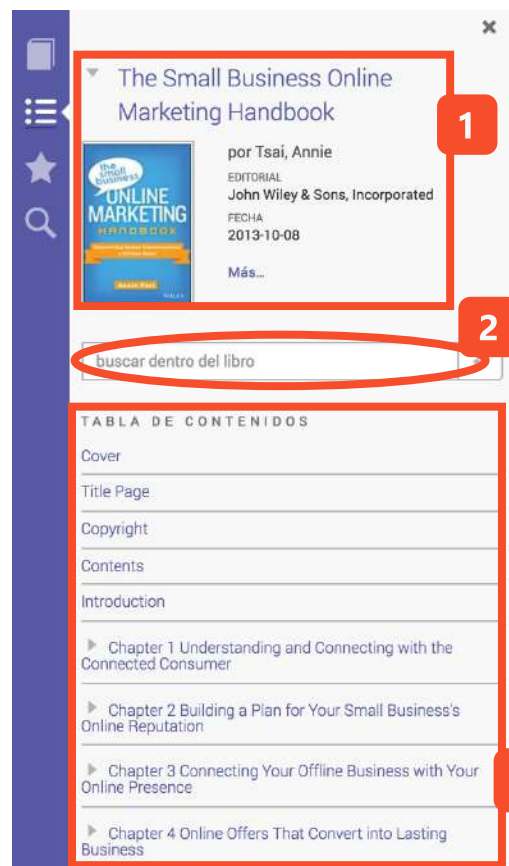 The Small Business Online
Marketing Handbook
1
the
small
business
ONLINE
MARKETING
HANDBOOK
Annie Tsai
WILEY
por Tsai, Annie
EDITORIAL
John Wiley & Sons, Incorporated
FECHA
2013-10-08
Más...
2
buscar dentro del libro
TABLA DE CONTENIDOS
Cover
Title Page
Copyright
Contents
Introduction
Chapter 1 Understanding and Connecting with the
Connected Consumer
Chapter 2 Building a Plan for Your Small Business's
Online Reputation
Chapter 3 Connecting Your Offline Business with Your
Online Presence
Chapter 4 Online Offers That Convert into Lasting
Business